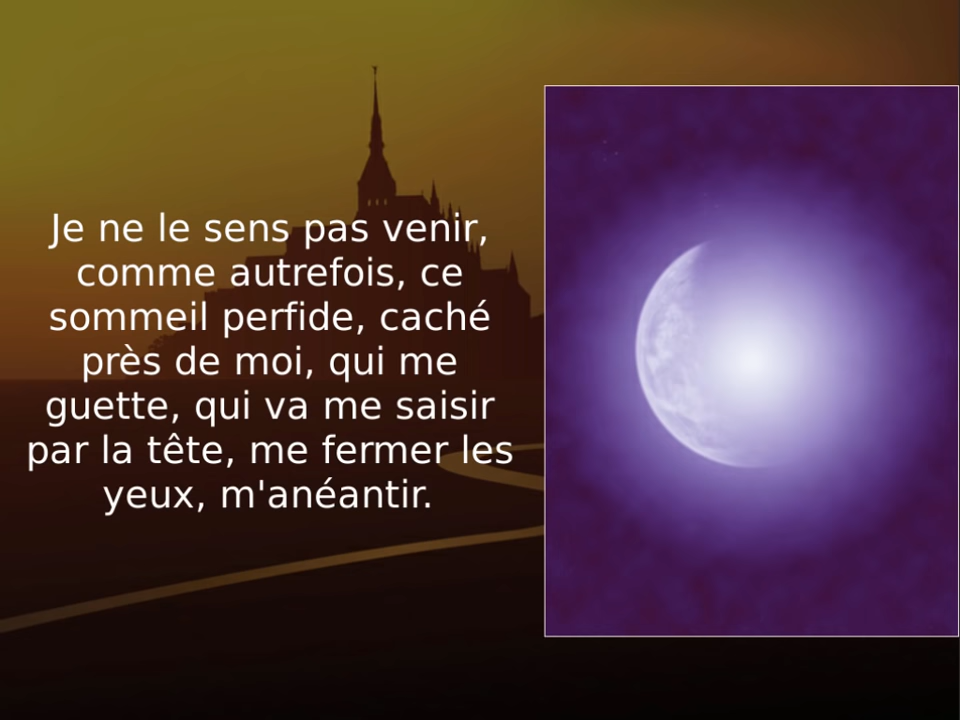 Je ne le sens pas venir,
comme autrefois, ce
sommeil perfide, caché
près de moi, qui me
guette, qui va me saisir
par la tête, me fermer les
yeux, m'anéantir.